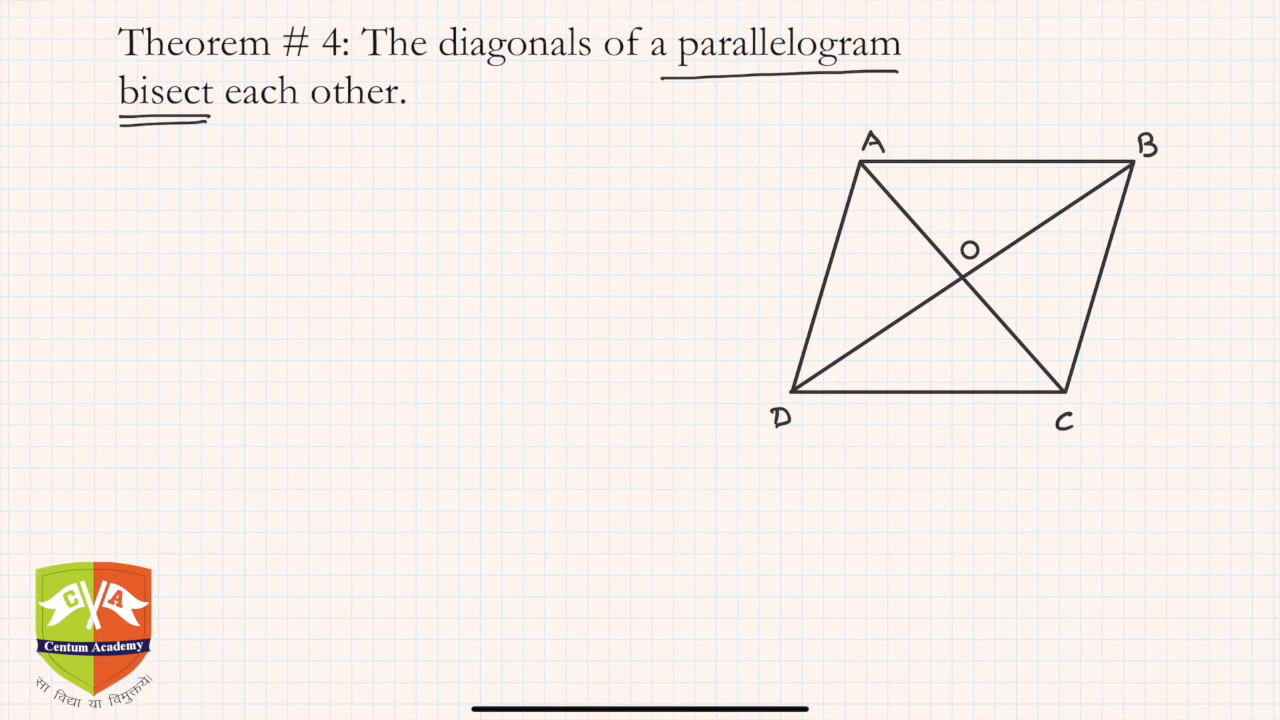 Theorem # 4: The diagonals of a parallelogram
bisect each other.
A
B
O
D
C
C A
Centum Academy
सा विद्या या विमुक्तये।